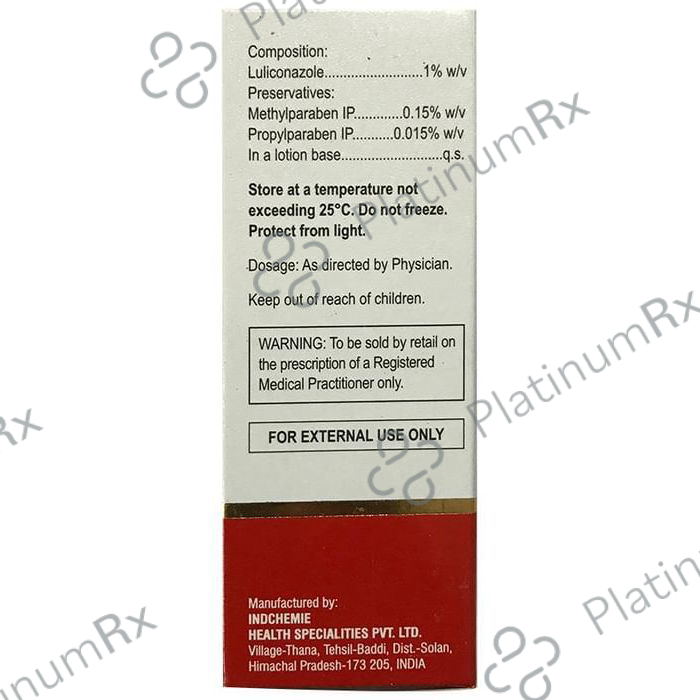 Composition:
Luliconazole..........................1% w/v
Preservatives:
Methylparaben IP.............0.15% w/v
Propylparaben IP...........0.015% w/v
In a lotion base...........................q.s.
Store at a temperature not
exceeding 25°C. Do not freeze.
Protect from light.
Dosage: As directed by Physician.
Keep out of reach of children.
WARNING: To be sold by retail on
the prescription of a Registered
Medical Practitioner only.
FOR EXTERNAL USE ONLY
Manufactured by:
INDCHEMIE
HEALTH SPECIALITIES PVT. LTD.
Village-Thana, Tehsil-Baddi, Dist.-Solan,
Himachal Pradesh-173 205, INDIA
PlatinumRx
PlatinumRx
PlatinumRx
Rx
PlatinumRx
tinumRx
Platinu